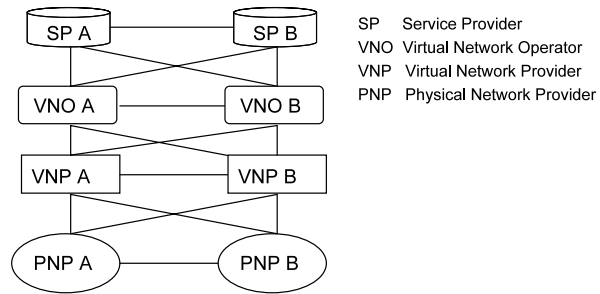 SP A
SP B
VNO A
VNO B
VNP A
VNP B
PNP A
PNP B
SP Service Provider
VNO Virtual Network Operator
VNP Virtual Network Provider
PNP Physical Network Provider